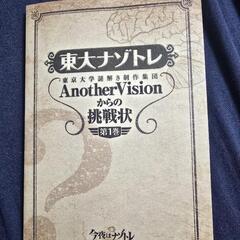 東大ナゾトレ
東京大学謎解き創作集団
AnotherVision
からの
挑戦状
第1巻
今夜はナゾトレ